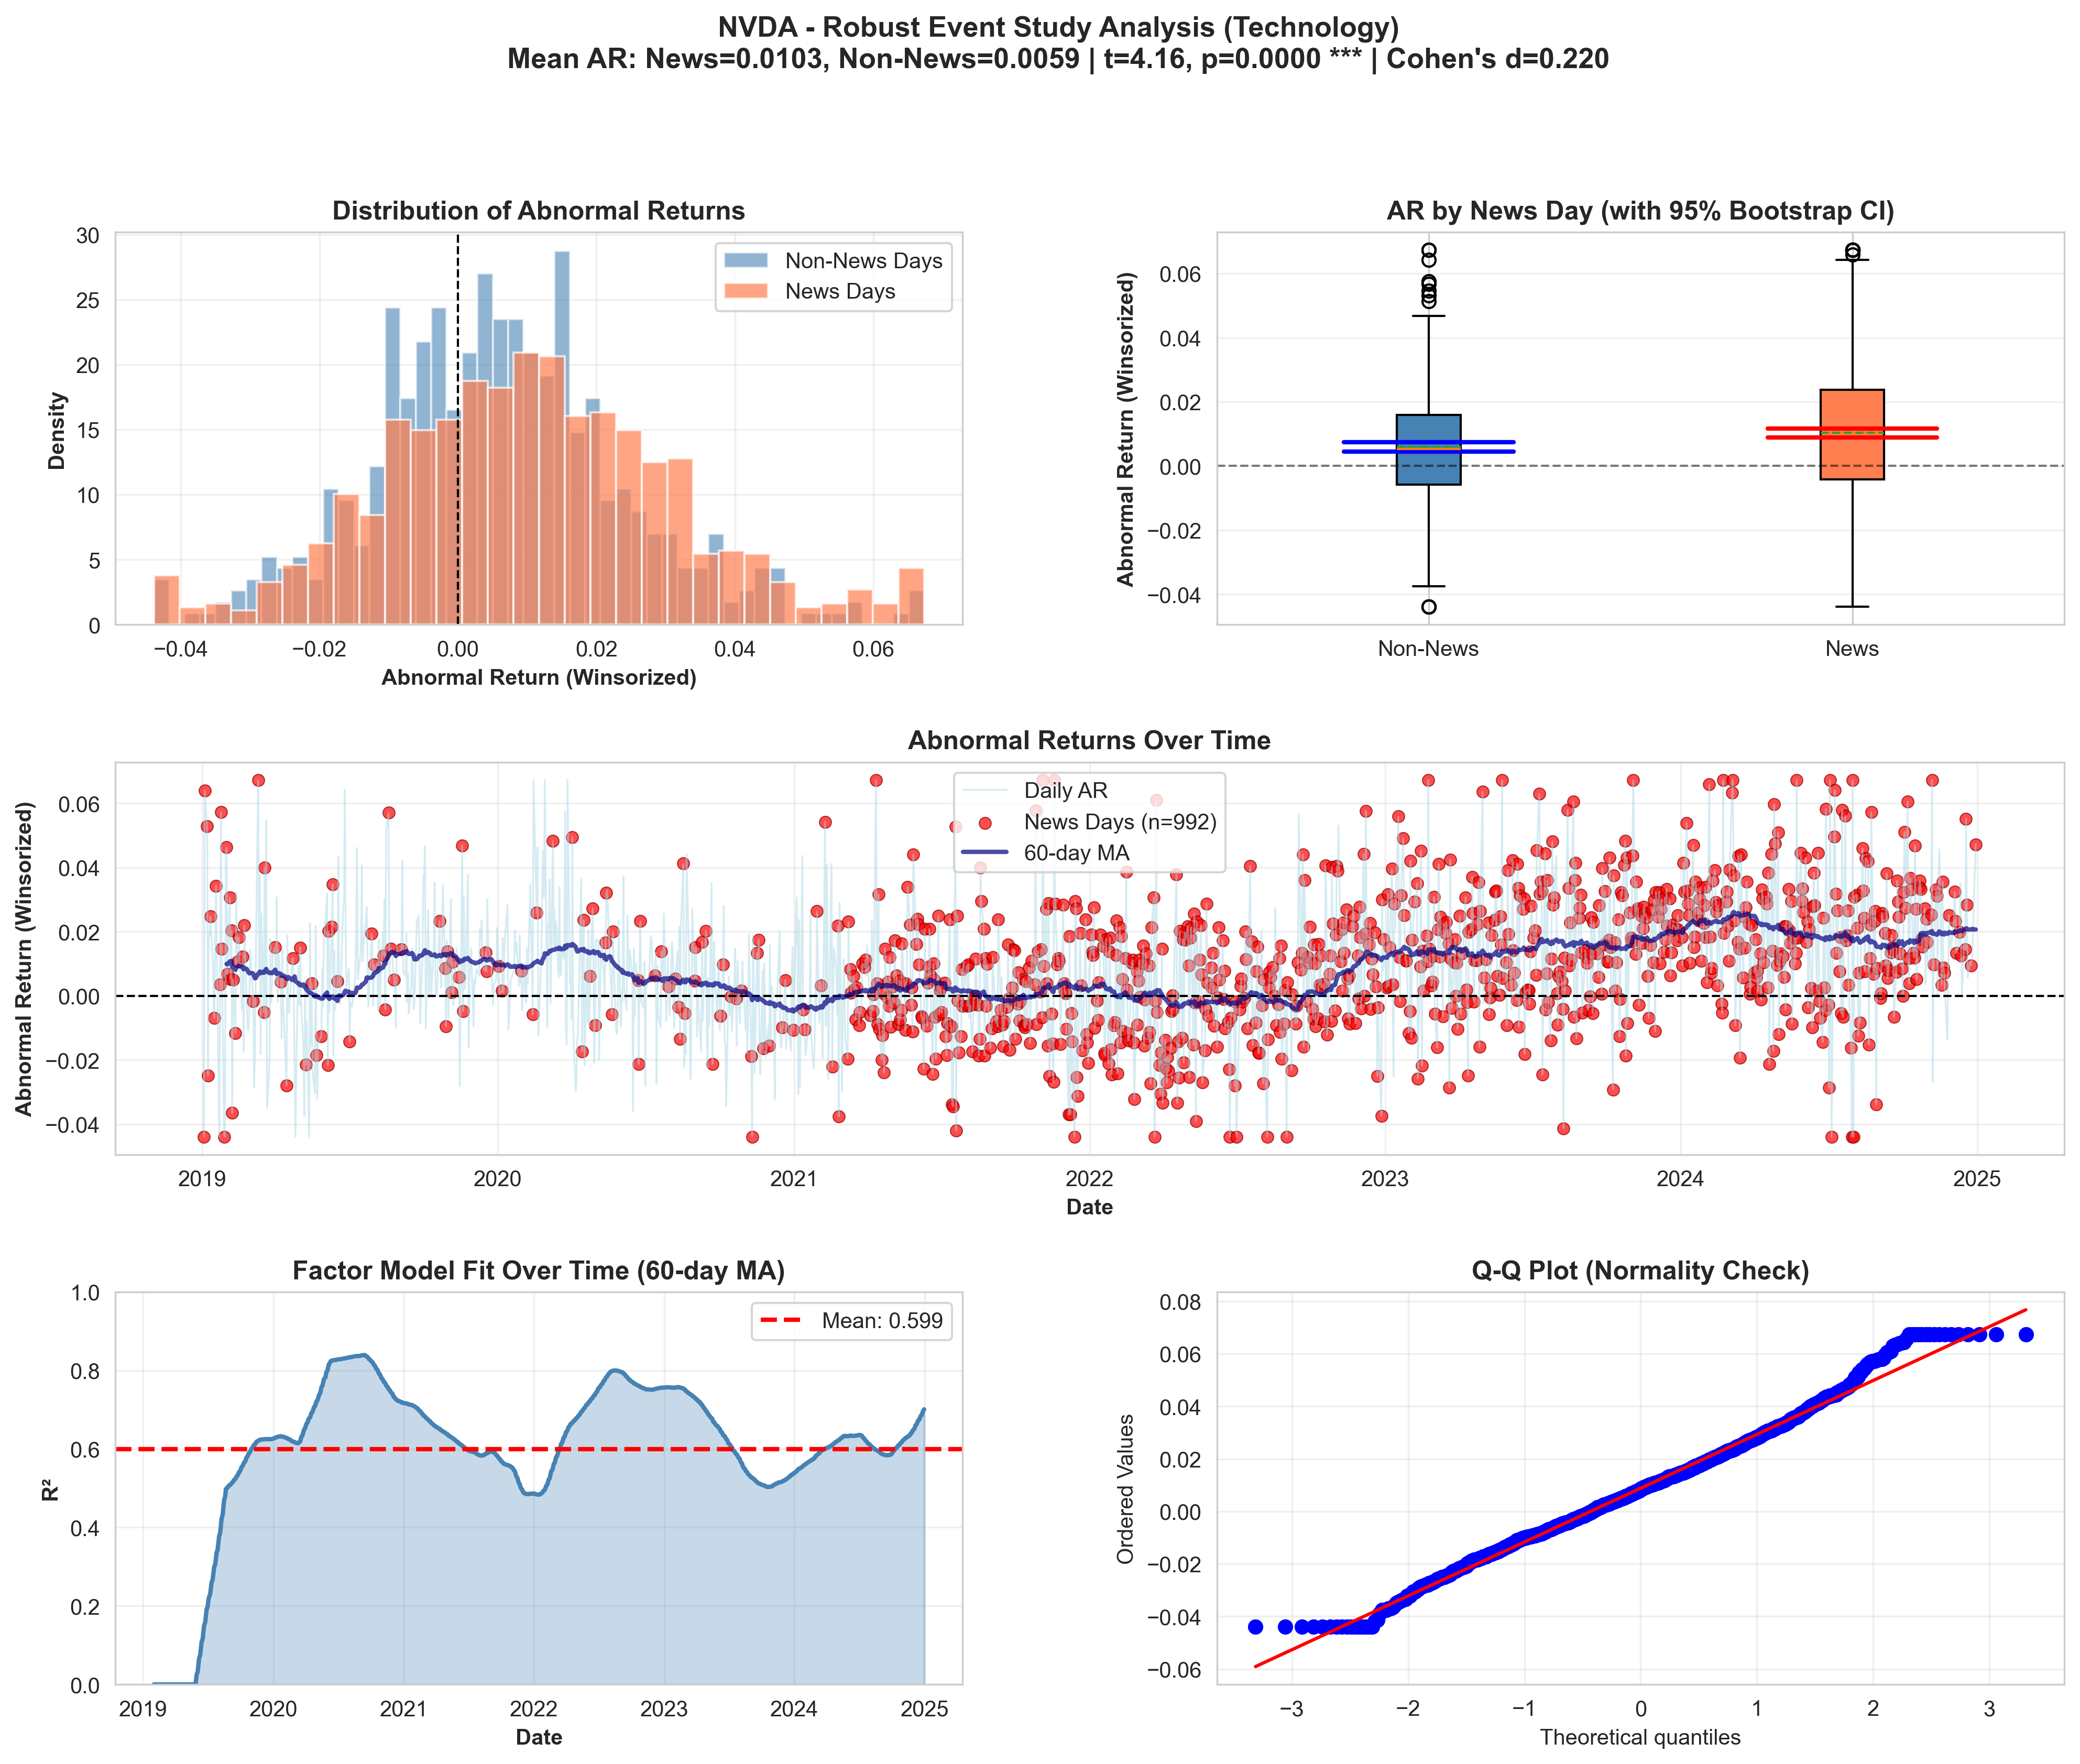 NVDA - Robust Event Study Analysis (Technology)
Mean AR: News=0.0103, Non-News=0.0059 | t=4.16, p=0.0000 *** | Cohen's d=0.220
Distribution of Abnormal Returns
Density
30
25
20
15
10
5
0
Non-News Days
News Days
−0.04
−0.02
0.00
0.02
0.04
0.06
Abnormal Return (Winsorized)
AR by News Day (with 95% Bootstrap CI)
Abnormal Return (Winsorized)
0.06
0.04
0.02
0.00
−0.02
−0.04
Non-News
News
Abnormal Returns Over Time
Abnormal Return (Winsorized)
0.06
0.04
0.02
0.00
−0.02
−0.04
Daily AR
News Days (n=992)
60-day MA
2019
2020
2021
2022
2023
2024
2025
Date
Factor Model Fit Over Time (60-day MA)
R²
1.0
0.8
0.6
0.4
0.2
0.0
Mean: 0.599
2019
2020
2021
2022
2023
2024
2025
Date
Q-Q Plot (Normality Check)
Ordered Values
0.08
0.06
0.04
0.02
0.00
−0.02
−0.04
−0.06
−3
−2
−1
0
1
2
3
Theoretical quantiles